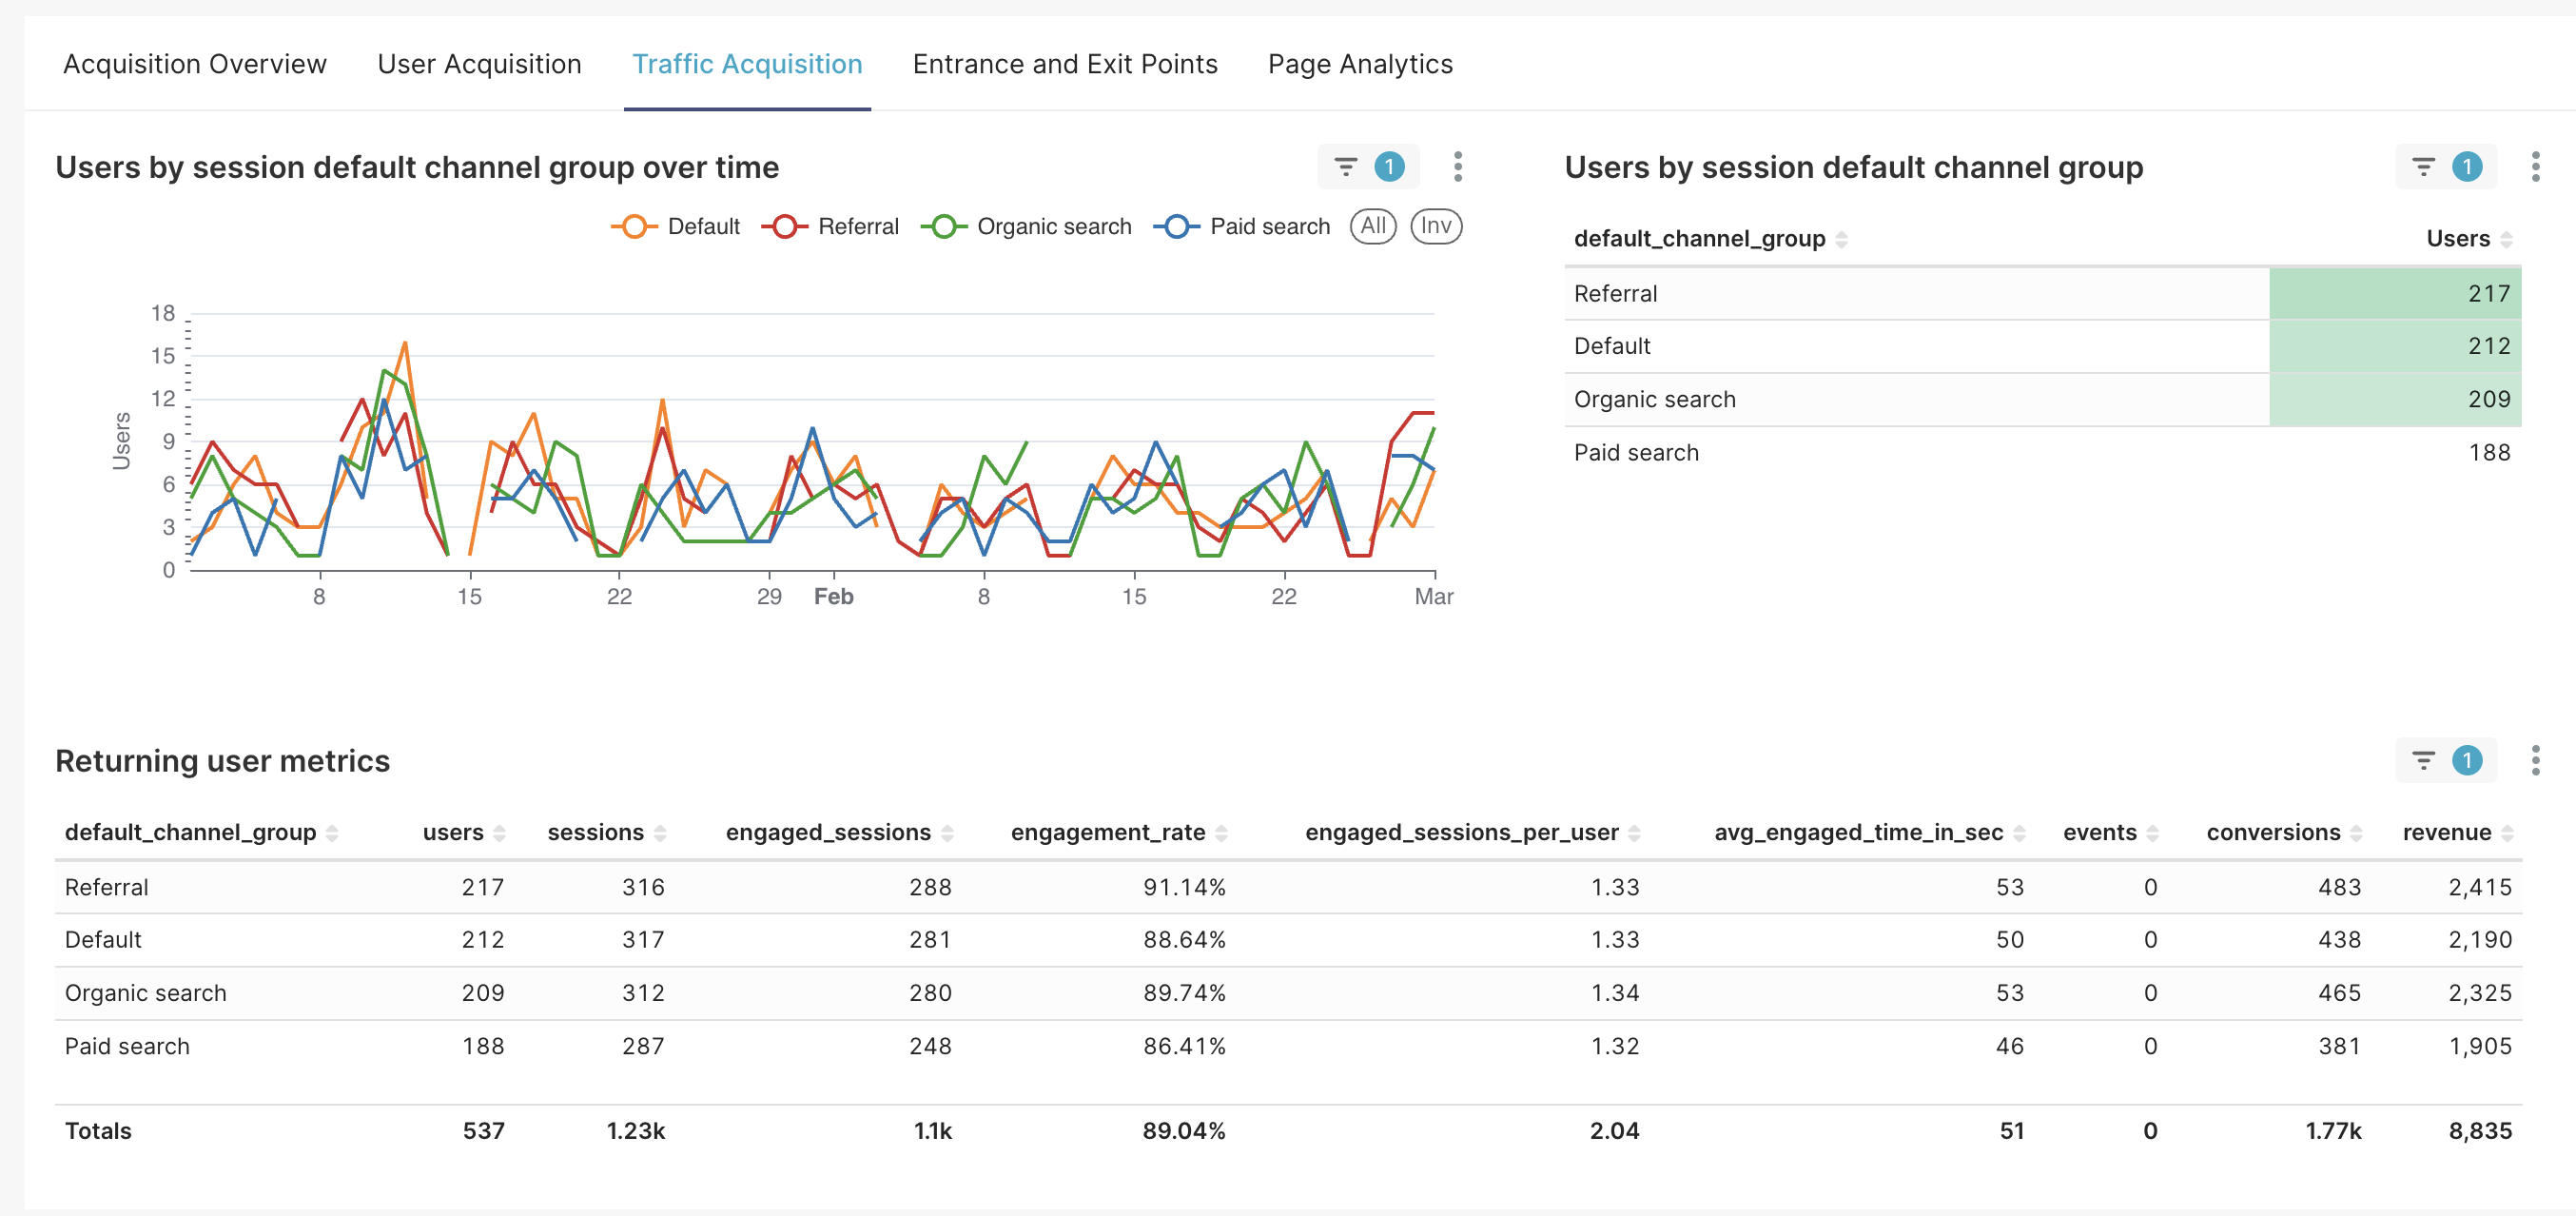 Acquisition Overview User Acquisition Traffic Acquisition Entrance and Exit Points Page Analytics
Users by session default channel group over time 1
Default Referral Organic search Paid search All Inv
18
15
12
9
6
3
0
Users
8 15 22 29 Feb 8 15 22 Mar
Users by session default channel group 1
default_channel_group Users
Referral 217
Default 212
Organic search 209
Paid search 188
Returning user metrics 1
default_channel_group users sessions engaged_sessions engagement_rate engaged_sessions_per_user avg_engaged_time_in_sec events conversions revenue
Referral 217 316 288 91.14% 1.33 53 0 483 2,415
Default 212 317 281 88.64% 1.33 50 0 438 2,190
Organic search 209 312 280 89.74% 1.34 53 0 465 2,325
Paid search 188 287 248 86.41% 1.32 46 0 381 1,905
Totals 537 1.23k 1.1k 89.04% 2.04 51 0 1.77k 8,835